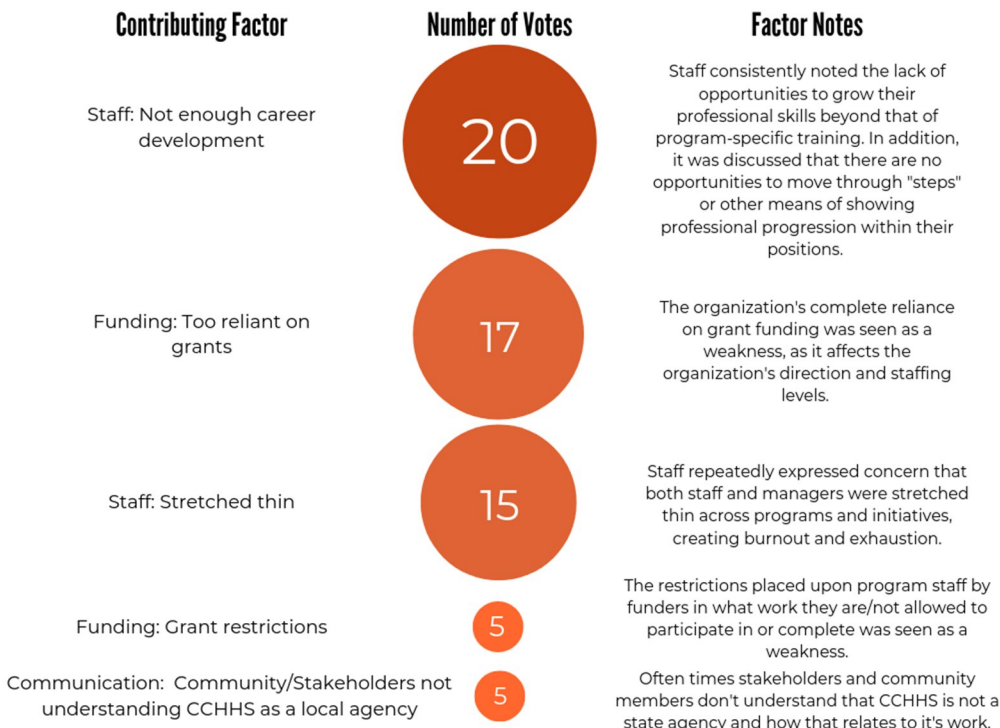 Contributing Factor
Number of Votes
Factor Notes
Staff: Not enough career
development
20
Staff consistently noted the lack of
opportunities to grow their
professional skills beyond that of
program-specific training. In addition,
it was discussed that there are no
opportunities to move through "steps"
or other means of showing
professional progression within their
positions.
Funding: Too reliant on
grants
17
The organization's complete reliance
on grant funding was seen as a
weakness, as it affects the
organization's direction and staffing
levels.
Staff: Stretched thin
15
Staff repeatedly expressed concern that
both staff and managers were stretched
thin across programs and initiatives,
creating burnout and exhaustion.
Funding: Grant restrictions
5
The restrictions placed upon program staff by
funders in what work they are/not allowed to
participate in or complete was seen as a
weakness.
Communication: Community/Stakeholders not
understanding CCHHS as a local agency
5
Often times stakeholders and community
members don't understand that CCHHS is not a
state agency and how that relates to it's work.